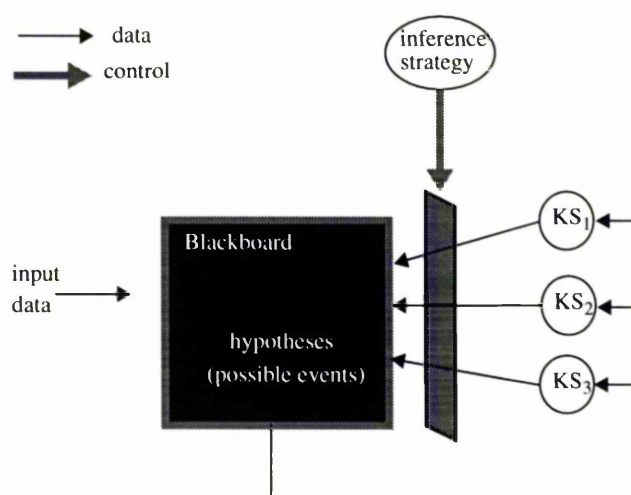 data
control
inference
strategy
Blackboard
KS1
input
data
KS2
hypotheses
(possible events)
KS3